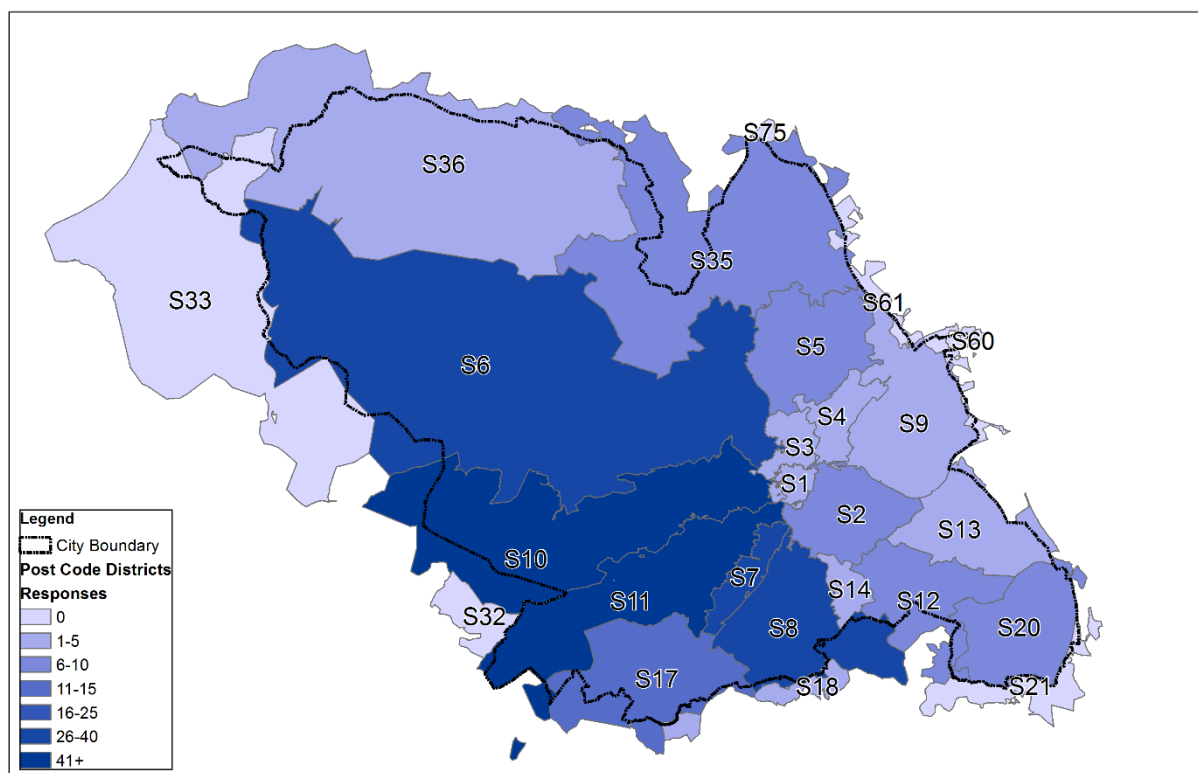 S75
S36
S35
S33
S61
S60
S5
S6
S4
S9
S3
S1
S2
S13
S10
S7
S14
S12
S11
S32
S8
S20
S17
S18
S21
Legend
City Boundary
Post Code Districts
Responses
0
1-5
6-10
11-15
16-25
26-40
41+